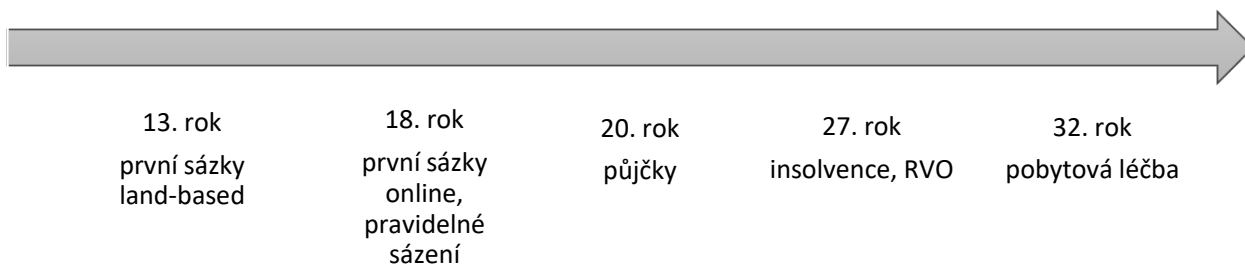 13. rok
první sázky
land-based
18. rok
první sázky
online,
pravidelné
sázení
20. rok
půjčky
27. rok
insolvence, RVO
32. rok
pobytová léčba